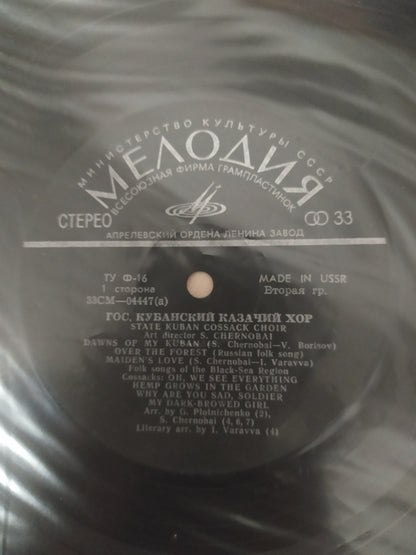 МИНИСТЕРСТВО КУЛЬТУРЫ СССР
МЕЛОДИЯ
ВСЕСОЮЗНАЯ ФИРМА ГРАМПЛАСТИНОК
СТЕРЕО
33
АПРЕЛЕВСКИЙ ОРДЕНА ЛЕНИНА ЗАВОД
ТУ Ф-16
MADE IN USSR
1 сторона
Вторая гр.
33СМ—04447(а)
ГОС. КУБАНСКИЙ КАЗАЧИЙ ХОР
STATE KUBAN COSSACK CHOIR
Art director S. CHERNOBAI
DAWNS OF MY KUBAN (S. Chernobai—V. Borisov)
OVER THE FOREST (Russian folk song)
MAIDEN'S LOVE (S. Chernobai—I. Varavva)
Folk songs of the Black-Sea Region
Cossacks: OH, WE SEE EVERYTHING
HEMP GROWS IN THE GARDEN
WHY ARE YOU SAD, SOLDIER
MY DARK-BROWED GIRL
Arr. by G. Plotnichenko (2),
S. Chernobai (4, 6, 7)
Literary arr. by I. Varavva (4)